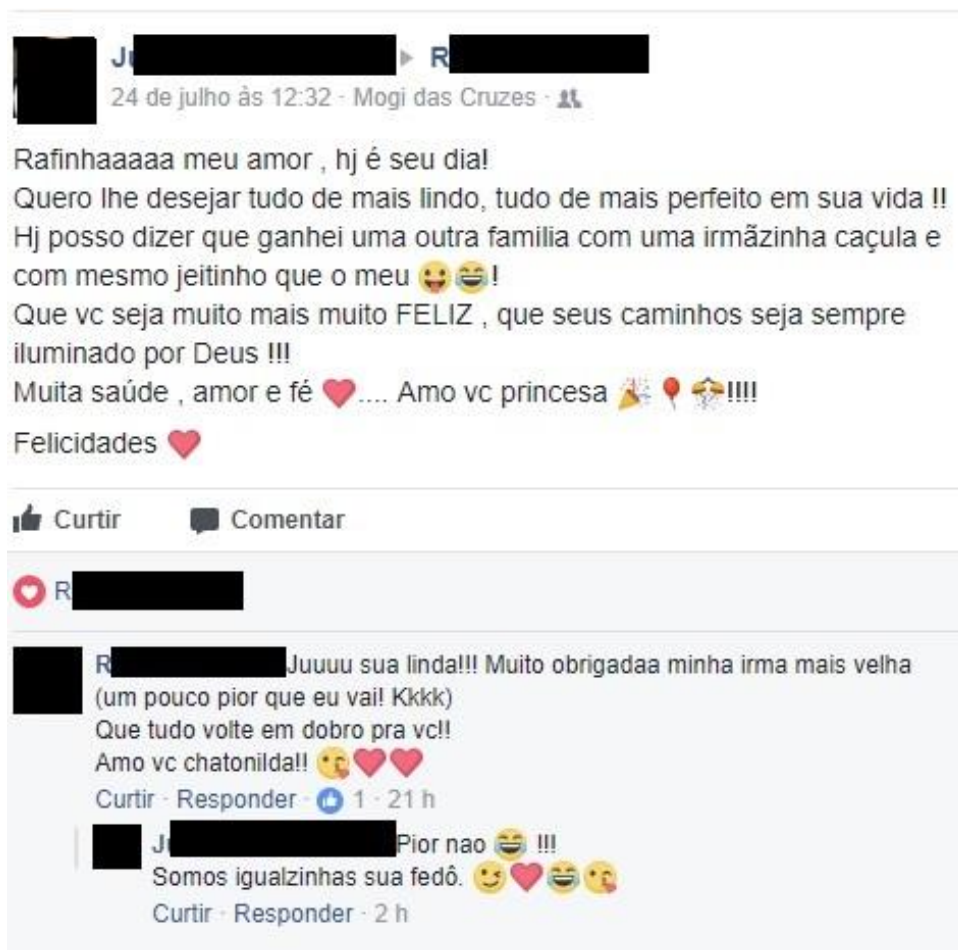 Ju R
24 de julho às 12:32 · Mogi das Cruzes ·
Rafinhaaaaa meu amor , hj é seu dia!
Quero lhe desejar tudo de mais lindo, tudo de mais perfeito em sua vida !!
Hj posso dizer que ganhei uma outra familia com uma irmãzinha caçula e
com mesmo jeitinho que o meu 😛😂!
Que vc seja muito mais muito FELIZ , que seus caminhos seja sempre
iluminado por Deus !!!
Muita saúde , amor e fé ❤.... Amo vc princesa 🎉🎈🎊!!!!
Felicidades ❤
Curtir Comentar
R
R Juuuu sua linda!!! Muito obrigadaa minha irma mais velha
(um pouco pior que eu vai! Kkkk)
Que tudo volte em dobro pra vc!!
Amo vc chatonilda!! 😘❤❤
Curtir · Responder · 1 · 21 h
J Pior nao 😂 !!!
Somos igualzinhas sua fedô. 😉❤😂😘
Curtir · Responder · 2 h